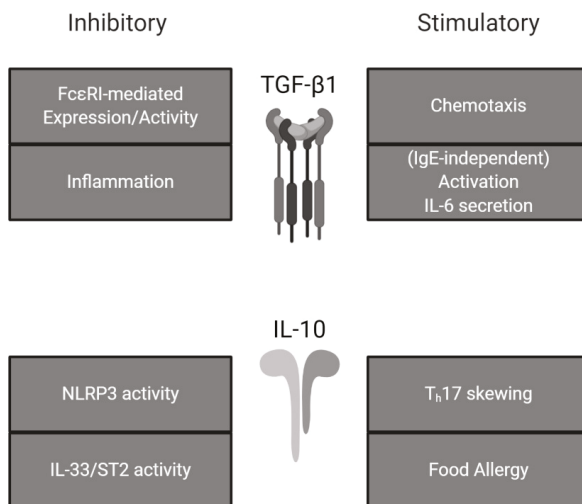 Inhibitory
Stimulatory
TGF-β1
FcεRI-mediated
Expression/Activity
Inflammation
Chemotaxis
(IgE-independent)
Activation
IL-6 secretion
IL-10
NLRP3 activity
IL-33/ST2 activity
Tₕ17 skewing
Food Allergy